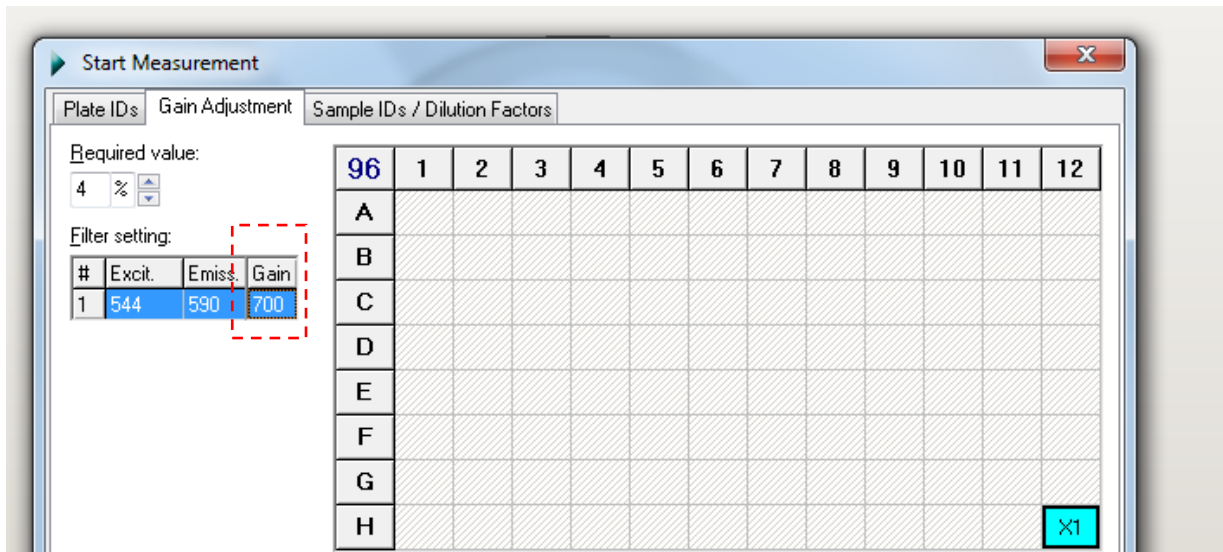 Start Measurement
Plate IDs Gain Adjustment Sample IDs / Dilution Factors
Required value:
4 %
Filter setting:
# Excit. Emiss. Gain
1 544 590 700
96 1 2 3 4 5 6 7 8 9 10 11 12
A
B
C
D
E
F
G
H X1